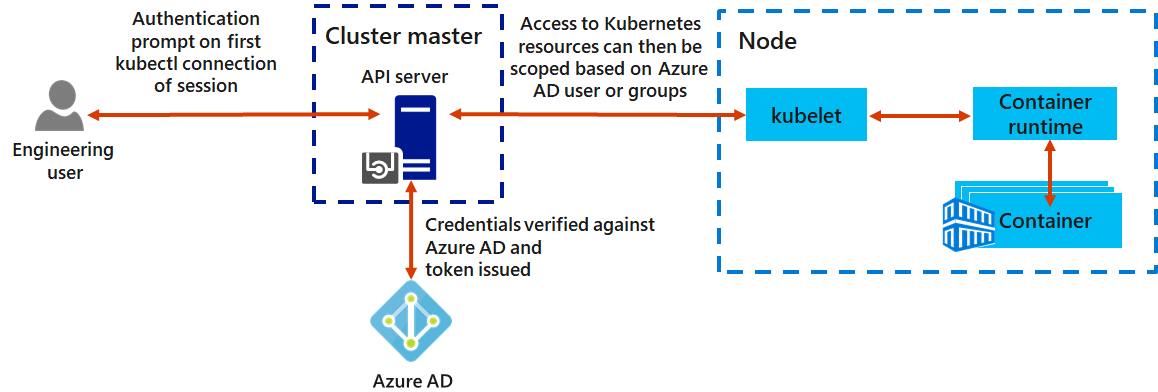 Authentication
prompt on first
kubectl connection
of session
Engineering
user
Cluster master
API server
Credentials verified against
Azure AD and
token issued
Azure AD
Access to Kubernetes
resources can then be
scoped based on Azure
AD user or groups
Node
kubelet
Container
runtime
Container